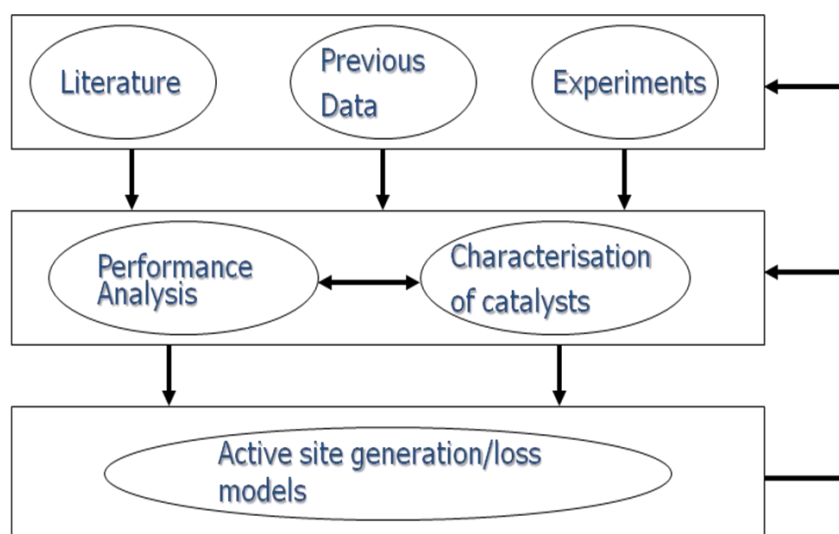 Literature
Previous
Data
Experiments
Performance
Analysis
Characterisation
of catalysts
Active site generation/loss
models